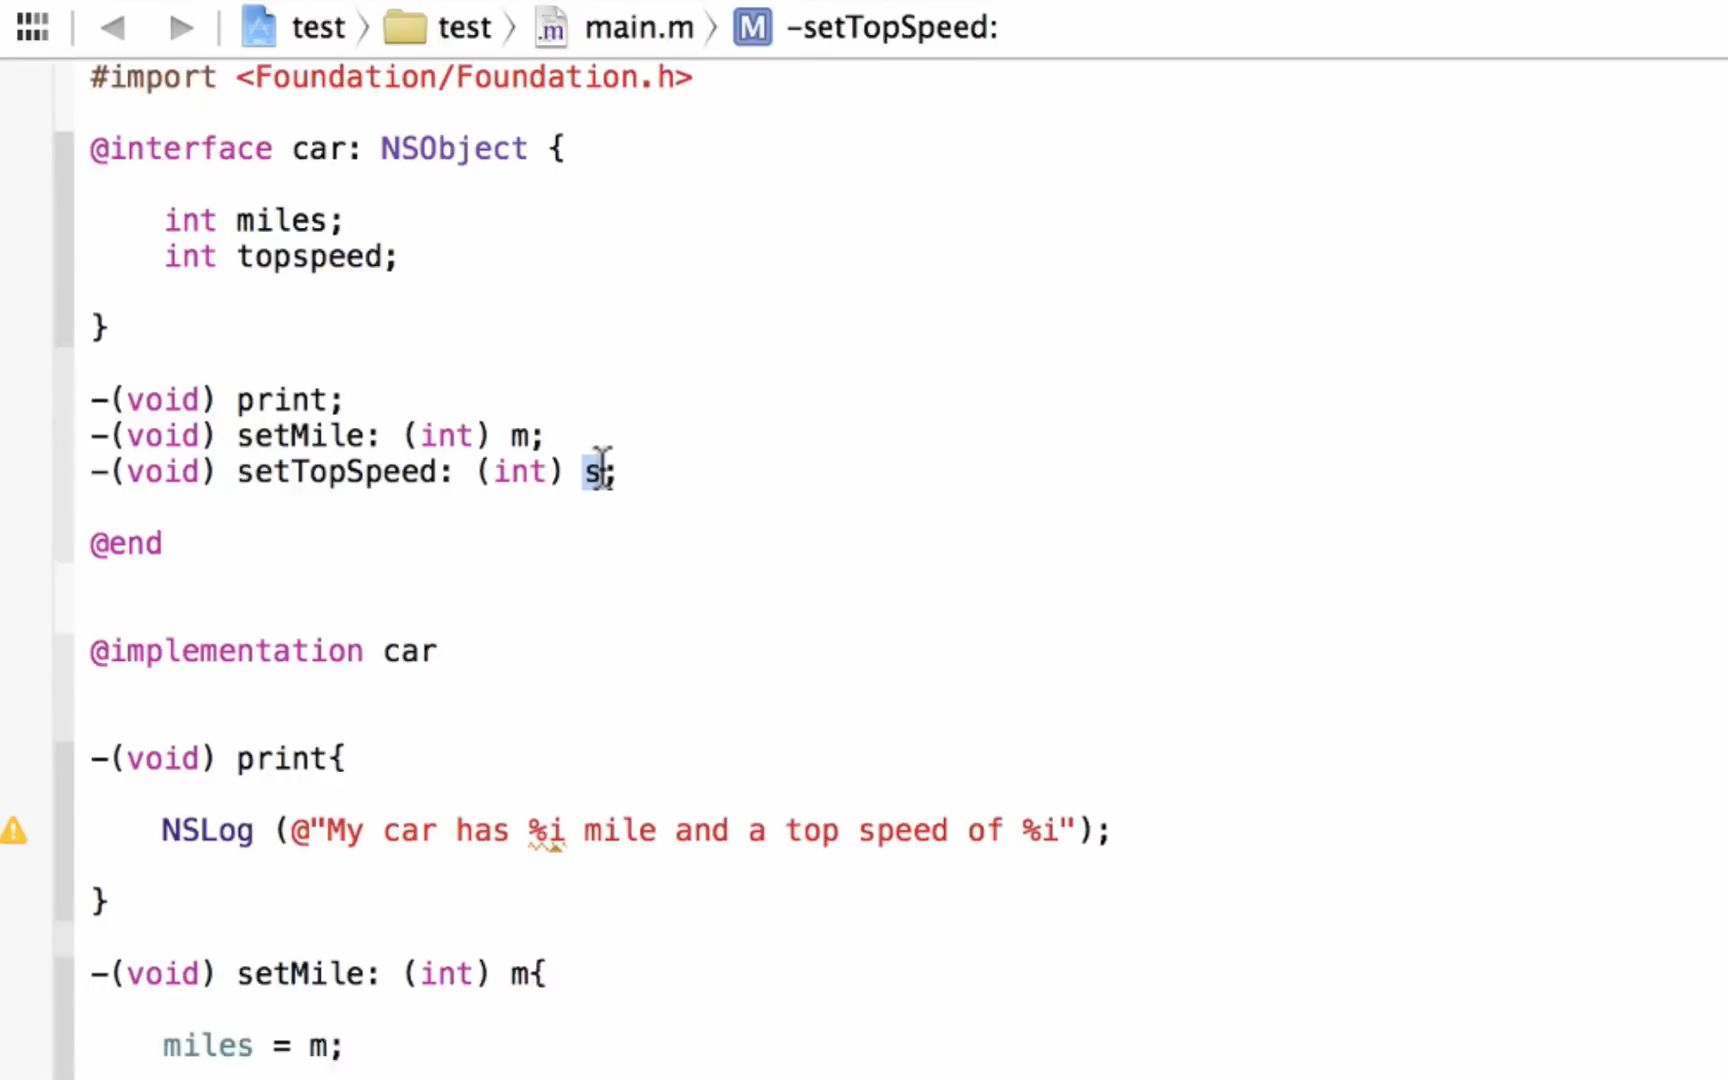 test test main.m M -setTopSpeed:
#import <Foundation/Foundation.h>
@interface car: NSObject {
int miles;
int topspeed;
}
-(void) print;
-(void) setMile: (int) m;
-(void) setTopSpeed: (int) s;
@end
@implementation car
-(void) print{
NSLog (@"My car has %i mile and a top speed of %i");
}
-(void) setMile: (int) m{
miles = m;